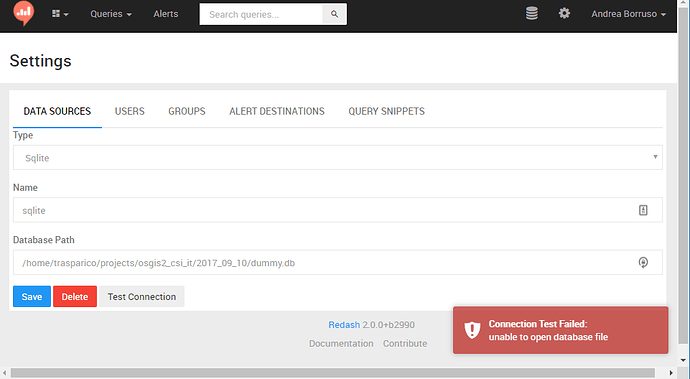 Queries Alerts Search queries... Andrea Borruso
Settings
DATA SOURCES USERS GROUPS ALERT DESTINATIONS QUERY SNIPPETS
Type
Sqlite
Name
sqlite
Database Path
/home/trasparico/projects/osgis2_csi_it/2017_09_10/dummy.db
Save Delete Test Connection
Connection Test Failed:
unable to open database file
Redash 2.0.0+b2990
Documentation Contribute